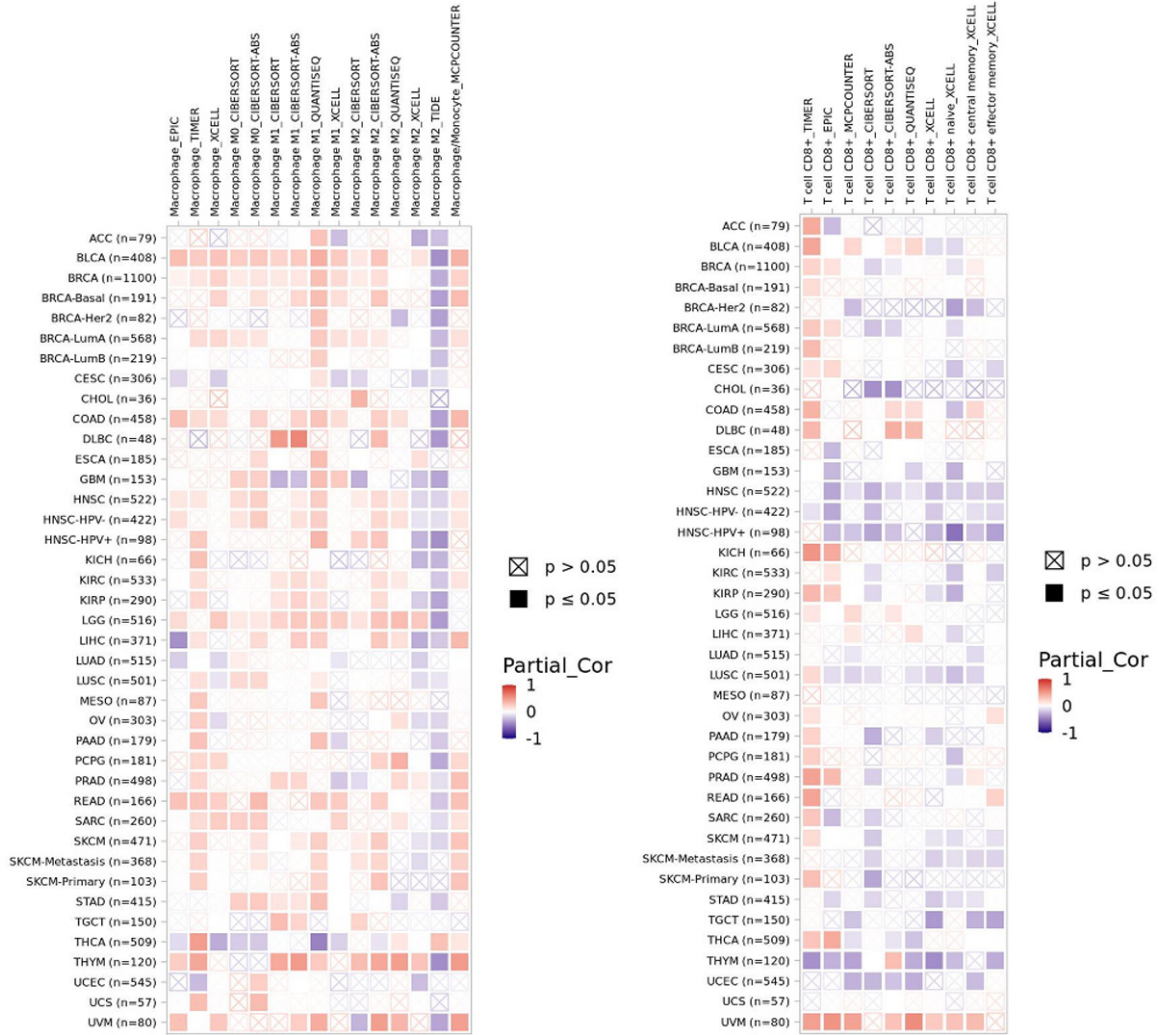 Macrophage_EPIC
Macrophage_TIMER
Macrophage_XCELL
Macrophage M0_CIBERSORT
Macrophage M0_CIBERSORT-ABS
Macrophage M1_CIBERSORT
Macrophage M1_CIBERSORT-ABS
Macrophage M1_QUANTISEQ
Macrophage M1_XCELL
Macrophage M2_CIBERSORT
Macrophage M2_CIBERSORT-ABS
Macrophage M2_QUANTISEQ
Macrophage M2_XCELL
Macrophage M2_TIDE
Macrophage/Monocyte_MCPCOUNTER
ACC (n=79)
BLCA (n=408)
BRCA (n=1100)
BRCA-Basal (n=191)
BRCA-Her2 (n=82)
BRCA-LumA (n=568)
BRCA-LumB (n=219)
CESC (n=306)
CHOL (n=36)
COAD (n=458)
DLBC (n=48)
ESCA (n=185)
GBM (n=153)
HNSC (n=522)
HNSC-HPV- (n=422)
HNSC-HPV+ (n=98)
KICH (n=66)
KIRC (n=533)
KIRP (n=290)
LGG (n=516)
LIHC (n=371)
LUAD (n=515)
LUSC (n=501)
MESO (n=87)
OV (n=303)
PAAD (n=179)
PCPG (n=181)
PRAD (n=498)
READ (n=166)
SARC (n=260)
SKCM (n=471)
SKCM-Metastasis (n=368)
SKCM-Primary (n=103)
STAD (n=415)
TGCT (n=150)
THCA (n=509)
THYM (n=120)
UCEC (n=545)
UCS (n=57)
UVM (n=80)
p > 0.05
p ≤ 0.05
Partial_Cor
1
0
-1
T cell CD8+_TIMER
T cell CD8+_EPIC
T cell CD8+_MCPCOUNTER
T cell CD8+_CIBERSORT
T cell CD8+_CIBERSORT-ABS
T cell CD8+_QUANTISEQ
T cell CD8+_XCELL
T cell CD8+ naive_XCELL
T cell CD8+ central memory_XCELL
T cell CD8+ effector memory_XCELL
ACC (n=79)
BLCA (n=408)
BRCA (n=1100)
BRCA-Basal (n=191)
BRCA-Her2 (n=82)
BRCA-LumA (n=568)
BRCA-LumB (n=219)
CESC (n=306)
CHOL (n=36)
COAD (n=458)
DLBC (n=48)
ESCA (n=185)
GBM (n=153)
HNSC (n=522)
HNSC-HPV- (n=422)
HNSC-HPV+ (n=98)
KICH (n=66)
KIRC (n=533)
KIRP (n=290)
LGG (n=516)
LIHC (n=371)
LUAD (n=515)
LUSC (n=501)
MESO (n=87)
OV (n=303)
PAAD (n=179)
PCPG (n=181)
PRAD (n=498)
READ (n=166)
SARC (n=260)
SKCM (n=471)
SKCM-Metastasis (n=368)
SKCM-Primary (n=103)
STAD (n=415)
TGCT (n=150)
THCA (n=509)
THYM (n=120)
UCEC (n=545)
UCS (n=57)
UVM (n=80)
p > 0.05
p ≤ 0.05
Partial_Cor
1
0
-1